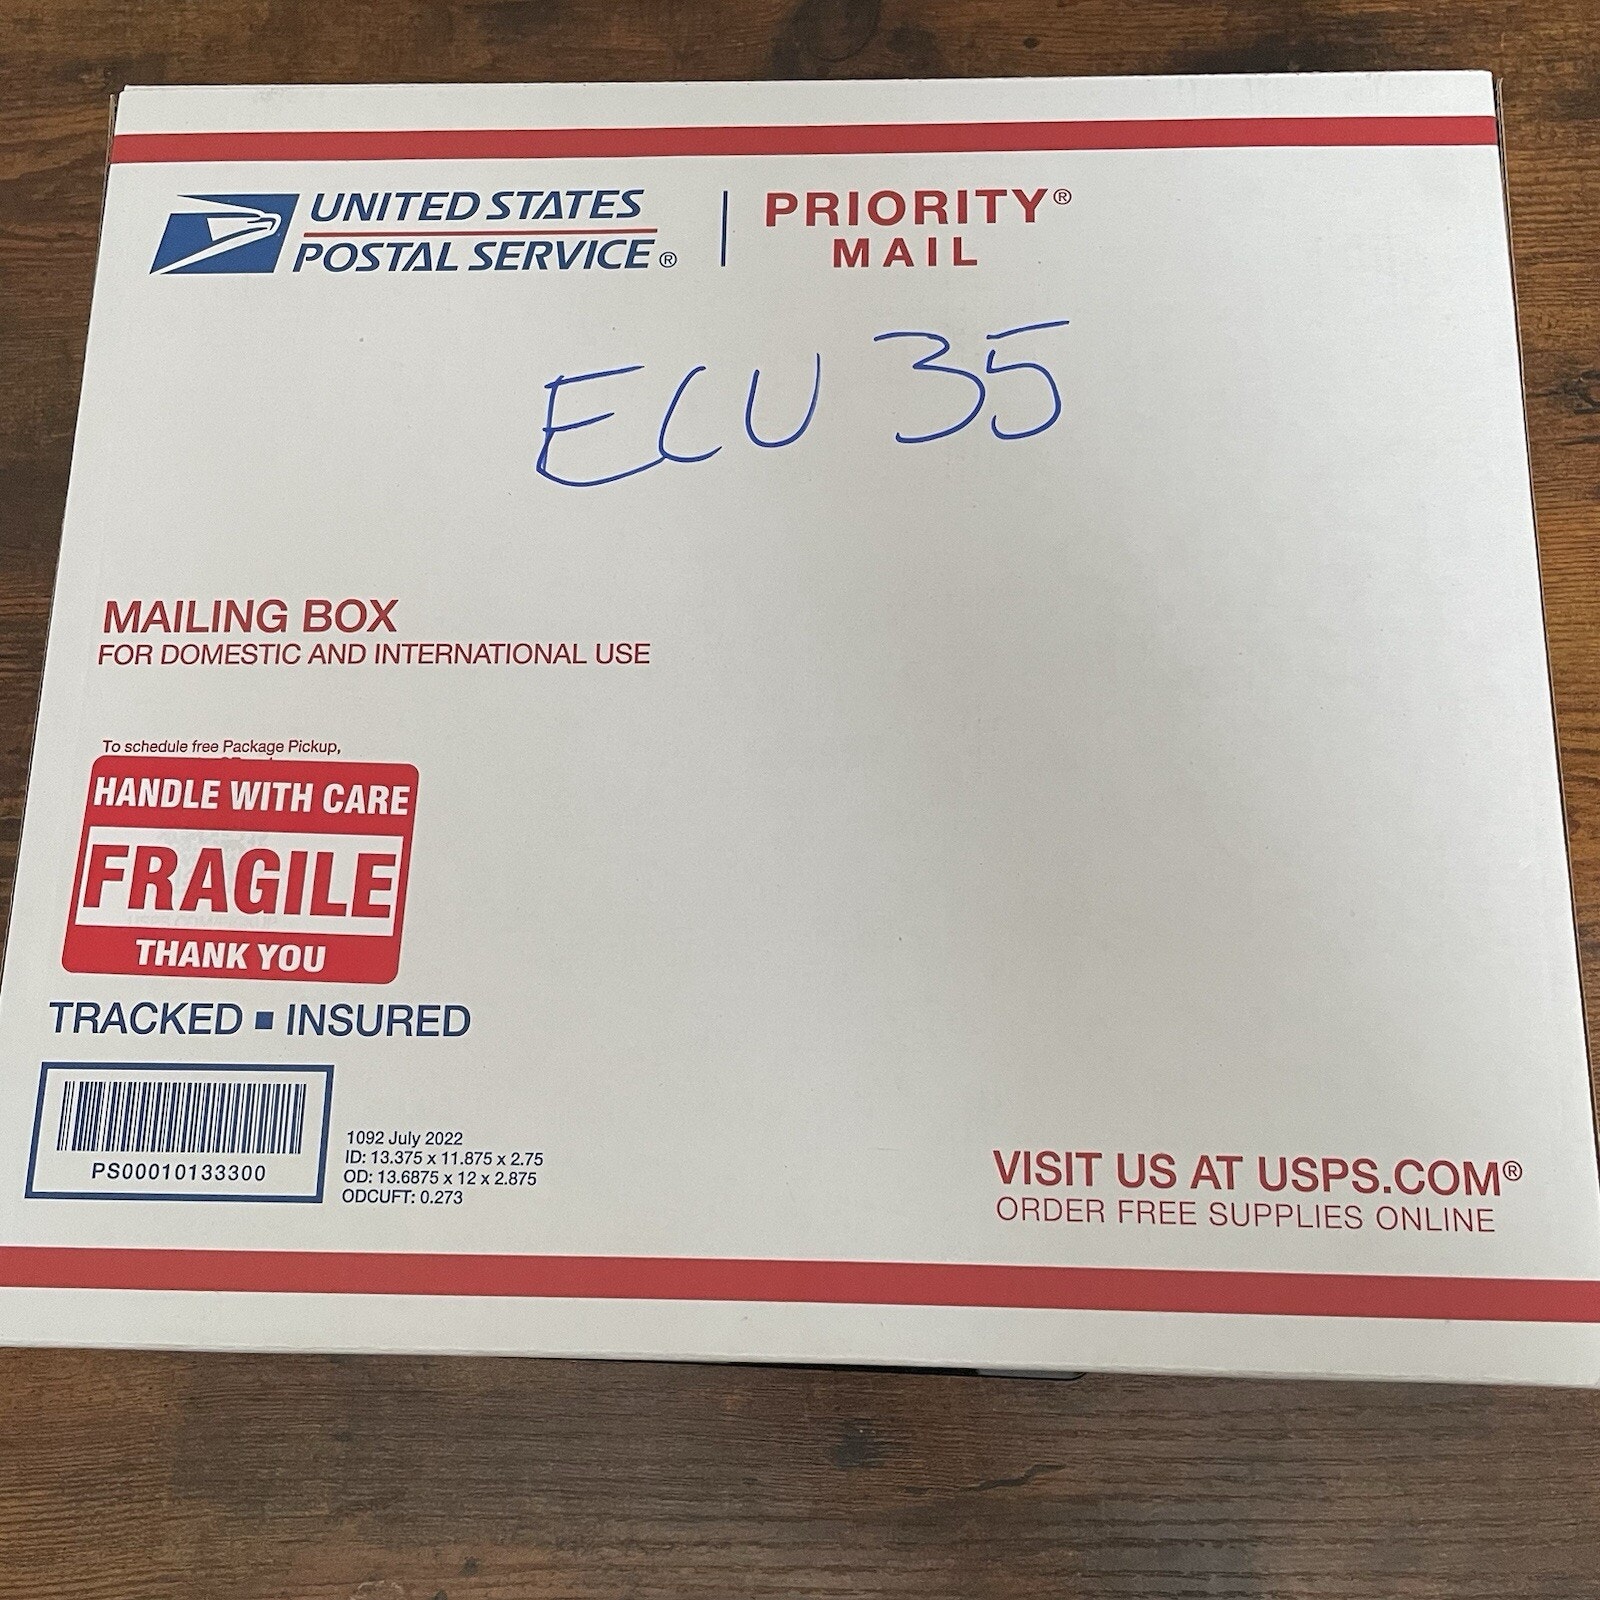 UNITED STATES
POSTAL SERVICE®
PRIORITY®
MAIL
ECU 35
MAILING BOX
FOR DOMESTIC AND INTERNATIONAL USE
To schedule free Package Pickup,
HANDLE WITH CARE
FRAGILE
THANK YOU
TRACKED ▪ INSURED
PS00010133300
1092 July 2022
ID: 13.375 x 11.875 x 2.75
OD: 13.6875 x 12 x 2.875
ODCUFT: 0.273
VISIT US AT USPS.COM®
ORDER FREE SUPPLIES ONLINE